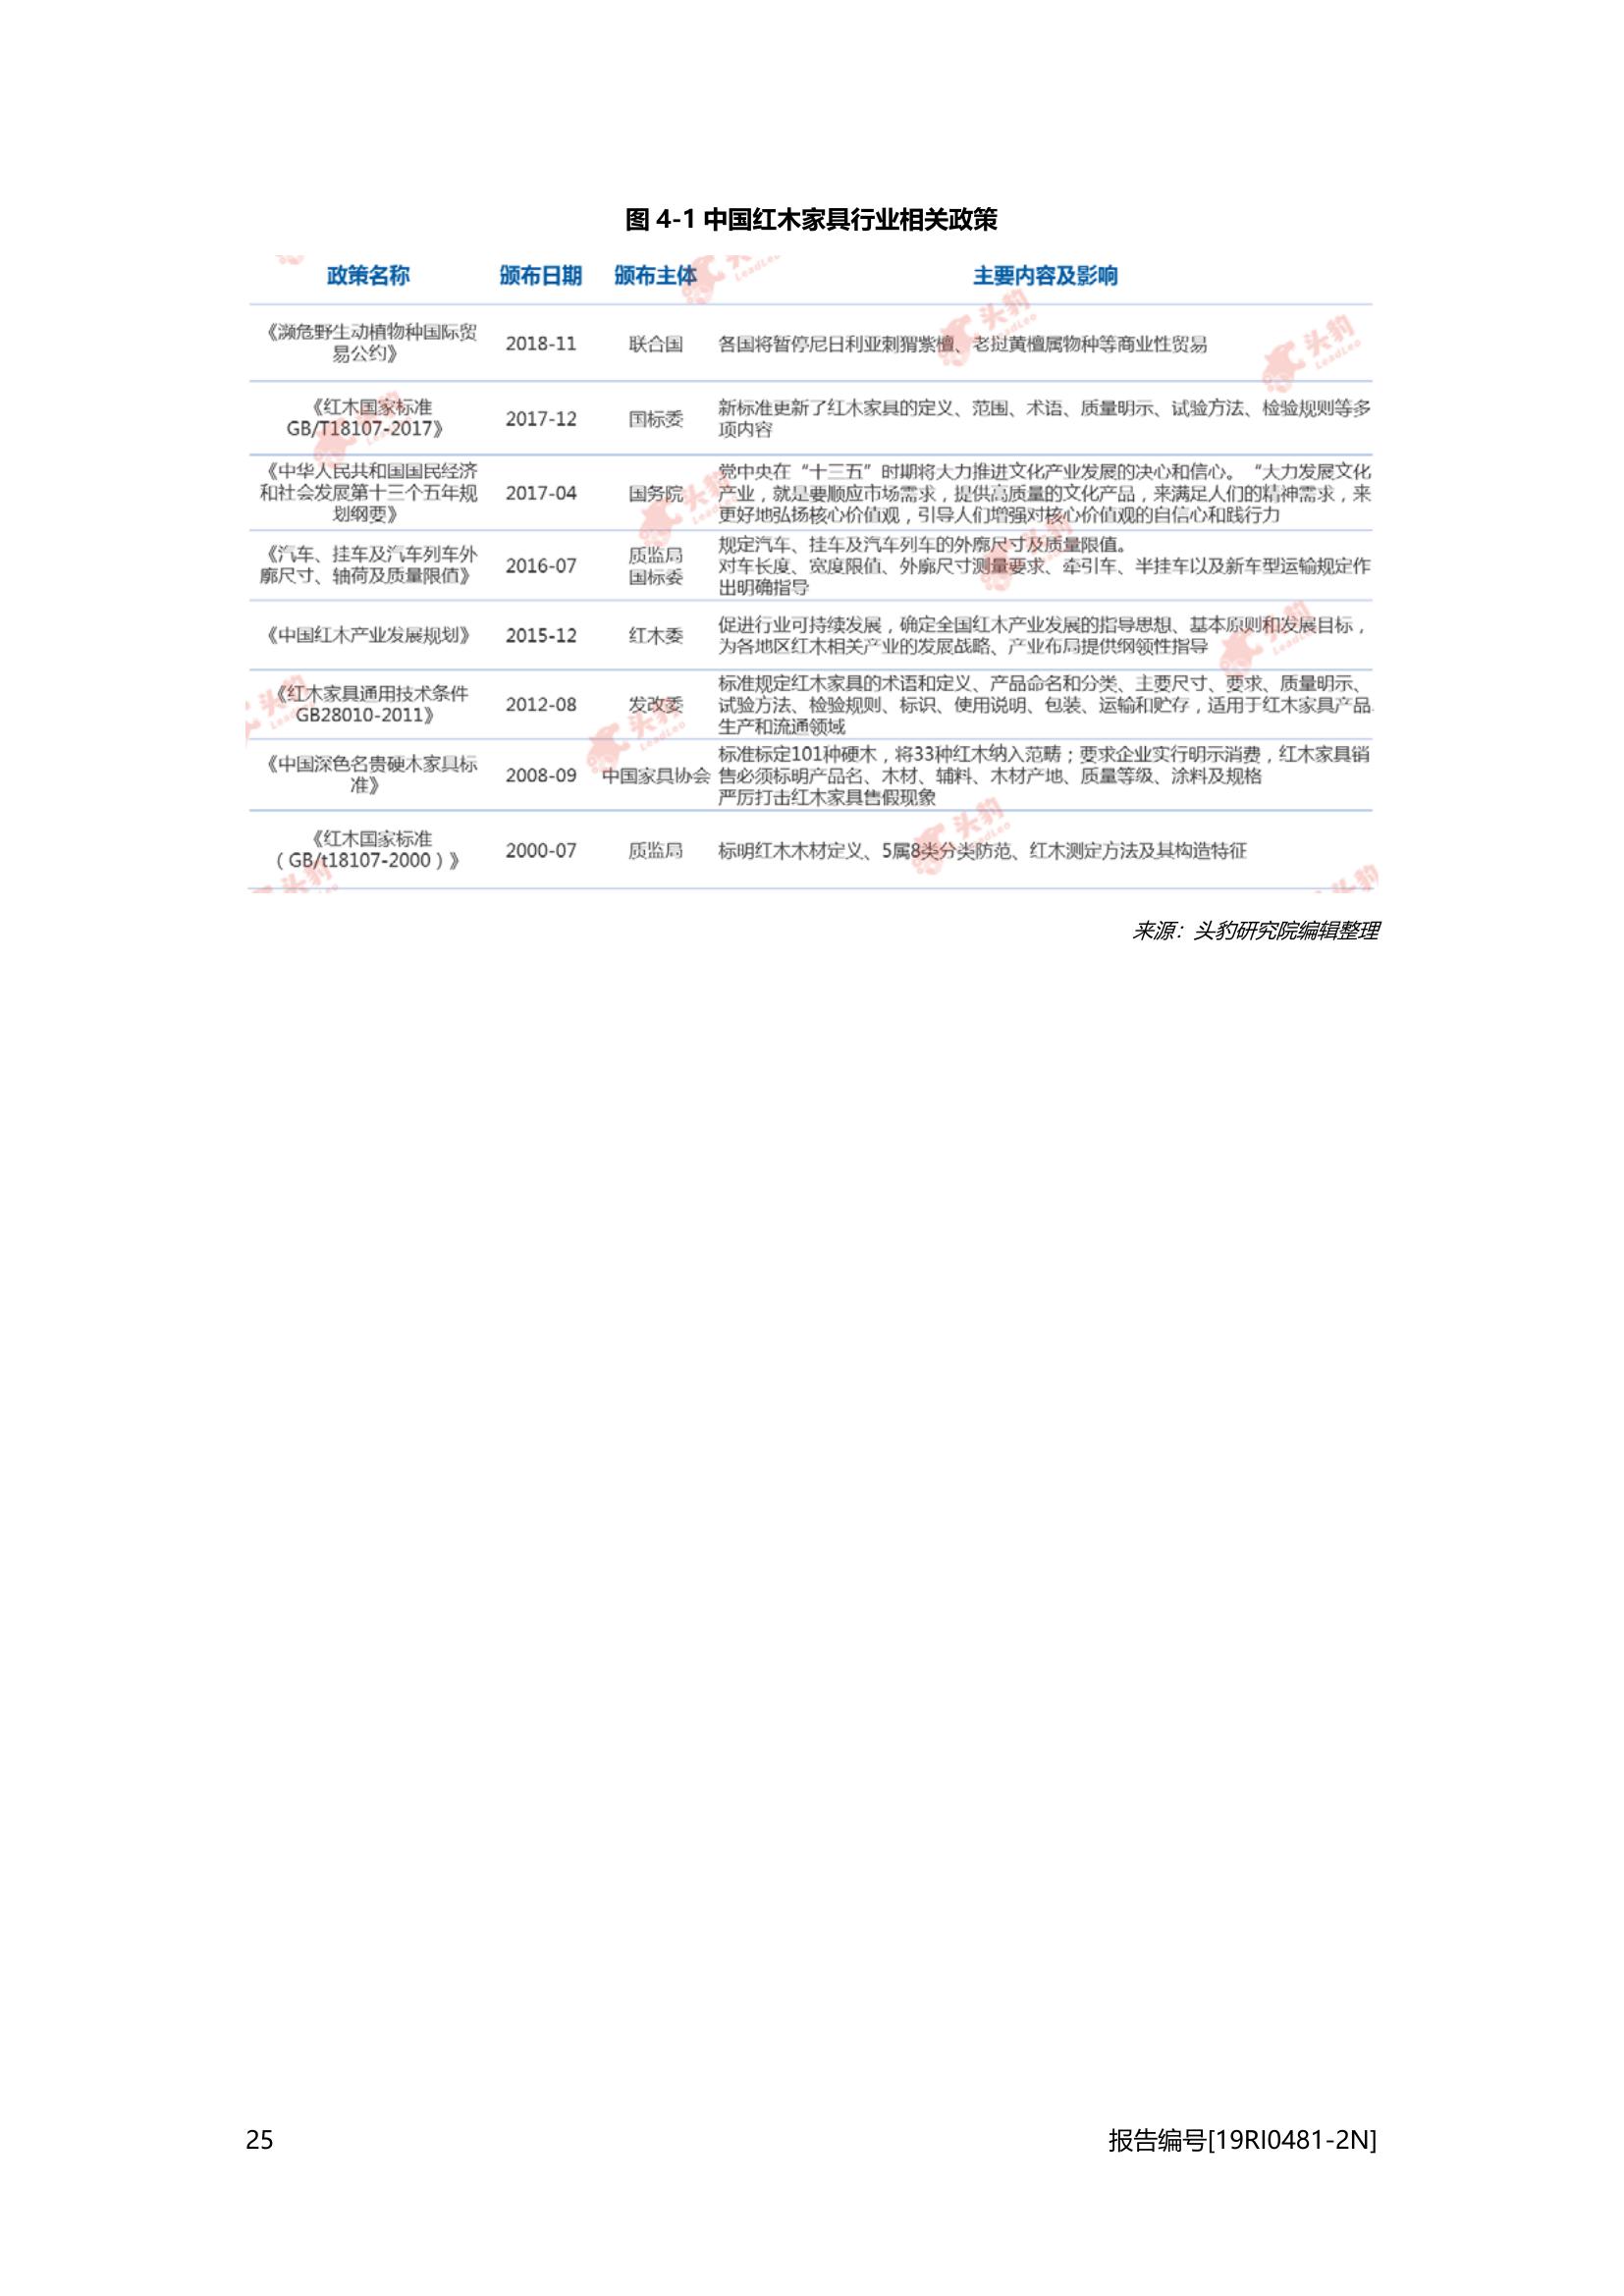 图 4-1 中国红木家具行业相关政策
政策名称 颁布日期 颁布主体 主要内容及影响
《濒危野生动植物种国际贸
易公约》
2018-11 联合国 各国将暂停尼日利亚刺猬紫檀、老挝黄檀属物种等商业性贸易
《红木国家标准
GB/T18107-2017》
2017-12 国标委
新标准更新了红木家具的定义、范围、术语、质量明示、试验方法、检验规则等多
项内容
《中华人民共和国国民经济
和社会发展第十三个五年规
划纲要》
2017-04 国务院
党中央在“十三五”时期将大力推进文化产业发展的决心和信心。“大力发展文化
产业，就是要顺应市场需求，提供高质量的文化产品，来满足人们的精神需求，来
更好地弘扬核心价值观，引导人们增强对核心价值观的自信心和践行力
《汽车、挂车及汽车列车外
廓尺寸、轴荷及质量限值》
2016-07
质监局
国标委
规定汽车、挂车及汽车列车的外廓尺寸及质量限值。
对车长度、宽度限值、外廓尺寸测量要求、牵引车、半挂车以及新车型运输规定作
出明确指导
《中国红木产业发展规划》 2015-12 红木委
促进行业可持续发展，确定全国红木产业发展的指导思想、基本原则和发展目标，
为各地区红木相关产业的发展战略、产业布局提供纲领性指导
《红木家具通用技术条件
GB28010-2011》
2012-08 发改委
标准规定红木家具的术语和定义、产品命名和分类、主要尺寸、要求、质量明示、
试验方法、检验规则、标识、使用说明、包装、运输和贮存，适用于红木家具产品
生产和流通领域
《中国深色名贵硬木家具标
准》
2008-09 中国家具协会
标准标定101种硬木，将33种红木纳入范畴；要求企业实行明示消费，红木家具销
售必须标明产品名、木材、辅料、木材产地、质量等级、涂料及规格
严厉打击红木家具售假现象
《红木国家标准
（GB/t18107-2000）》
2000-07 质监局 标明红木木材定义、5属8类分类防范、红木测定方法及其构造特征
来源：头豹研究院编辑整理
25 报告编号[19RI0481-2N]